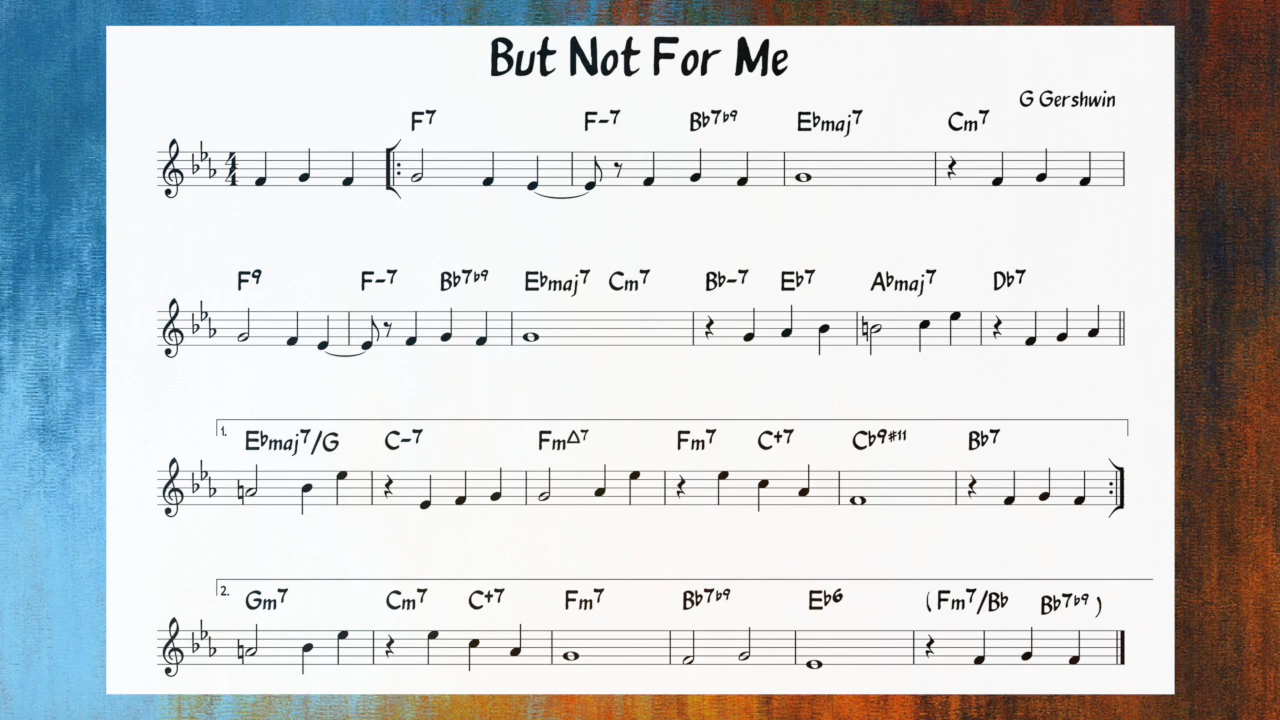 But Not For Me
G Gershwin
F7 F-7 Bb7b9 Ebmaj7 Cm7
4
4
F9 F-7 Bb7b9 Ebmaj7 Cm7 Bb-7 Eb7 Abmaj7 Db7
1.
Ebmaj7/G C-7 FmΔ7 Fm7 C+7 Cb9#11 Bb7
2.
Gm7 Cm7 C+7 Fm7 Bb7b9 Eb6 (Fm7/Bb Bb7b9)